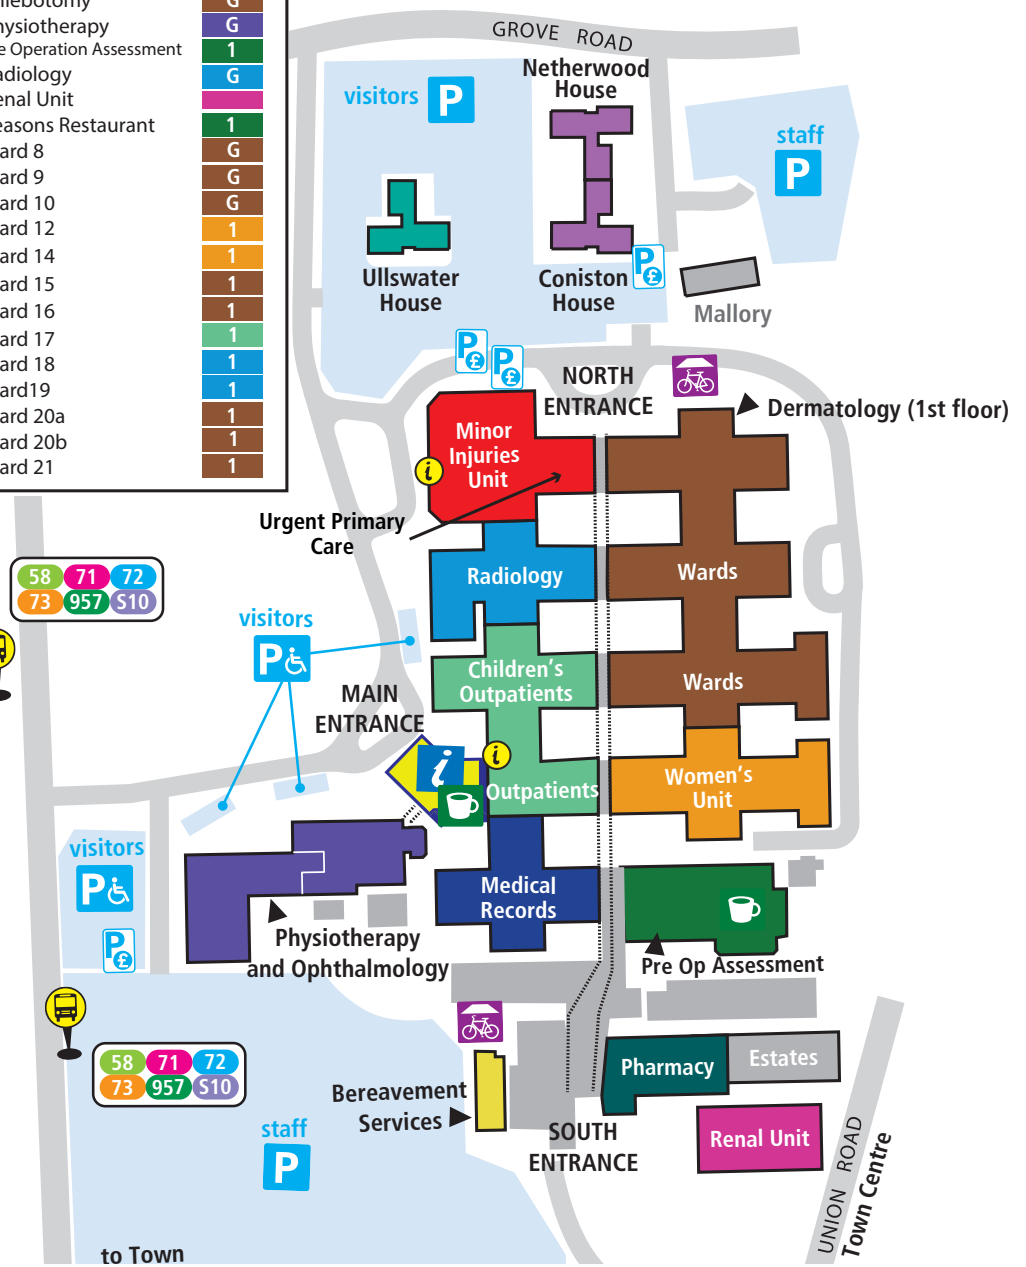 hysiotherapy G
e Operation Assessment 1
adiology G
enal Unit
easons Restaurant 1
ard 8 G
ard 9 G
ard 10 G
ard 12 1
ard 14 1
ard 15 1
ard 16 1
ard 17 1
ard 18 1
ard19 1
ard 20a 1
ard 20b 1
ard 21 1
GROVE ROAD
visitors P
Netherwood
House
staff
P
Ullswater
House
Coniston
House
P £
Mallory
P £
P £
NORTH
ENTRANCE
Dermatology (1st floor)
Minor
Injuries
Unit
i
Urgent Primary
Care
Radiology
Wards
58 71 72
73 957 S10
visitors
P
Children's
Outpatients
Wards
MAIN
ENTRANCE
i
i
Outpatients
Women's
Unit
visitors
P
P £
Medical
Records
Physiotherapy
and Ophthalmology
Pre Op Assessment
58 71 72
73 957 S10
Pharmacy
Estates
Bereavement
Services
SOUTH
ENTRANCE
Renal Unit
staff
P
UNION ROAD
Town Centre
to Town